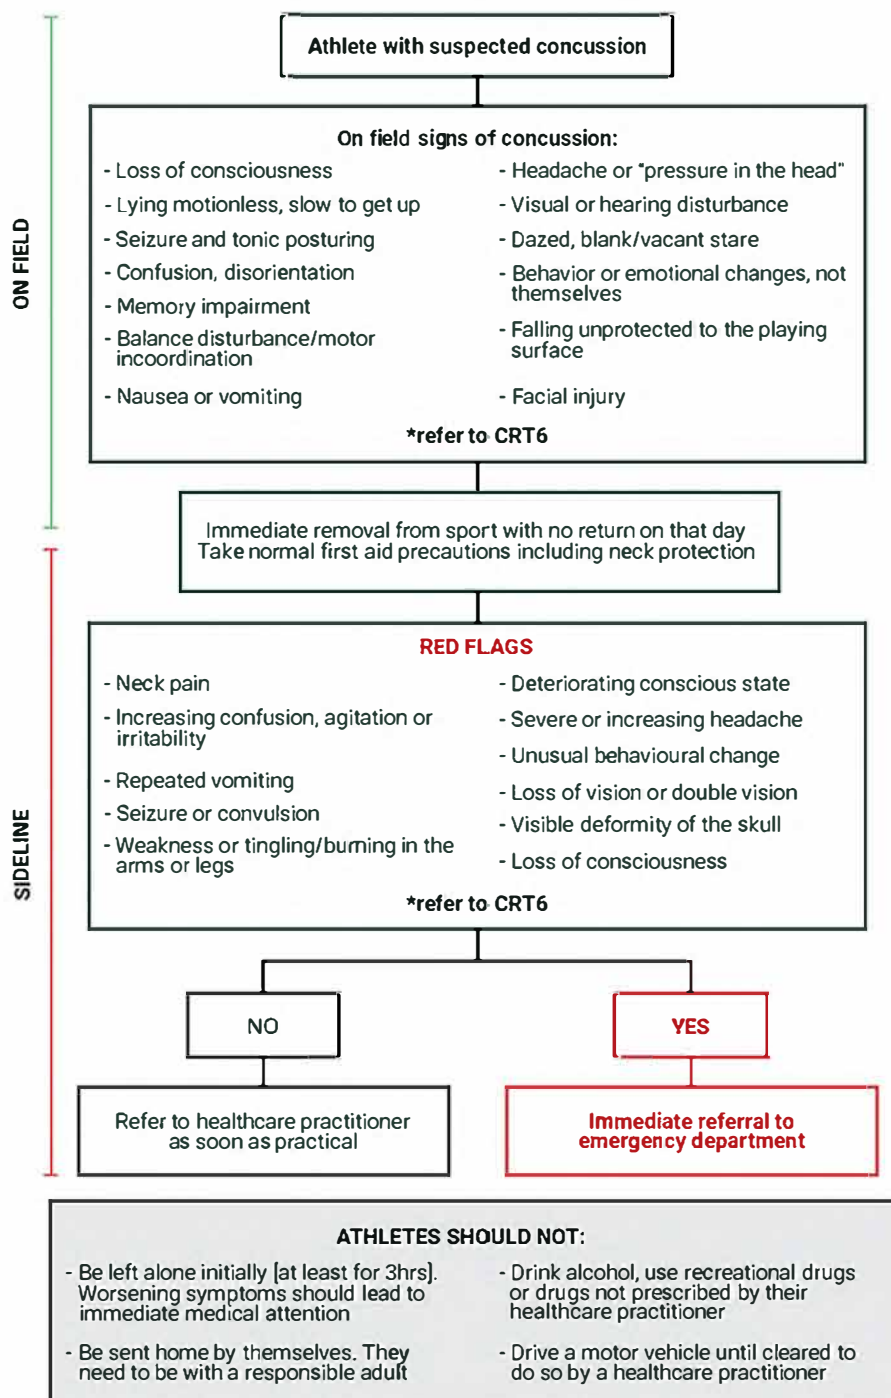 Athlete with suspected concussion
ON FIELD
On field signs of concussion:
- Loss of consciousness
- Lying motionless, slow to get up
- Seizure and tonic posturing
- Confusion, disorientation
- Memory impairment
- Balance disturbance/motor
incoordination
- Nausea or vomiting
- Headache or "pressure in the head"
- Visual or hearing disturbance
- Dazed, blank/vacant stare
- Behavior or emotional changes, not
themselves
- Falling unprotected to the playing
surface
- Facial injury
*refer to CRT6
Immediate removal from sport with no return on that day
Take normal first aid precautions including neck protection
SIDELINE
RED FLAGS
- Neck pain
- Increasing confusion, agitation or
irritability
- Repeated vomiting
- Seizure or convulsion
- Weakness or tingling/burning in the
arms or legs
- Deteriorating conscious state
- Severe or increasing headache
- Unusual behavioural change
- Loss of vision or double vision
- Visible deformity of the skull
- Loss of consciousness
*refer to CRT6
NO
YES
Refer to healthcare practitioner
as soon as practical
Immediate referral to
emergency department
ATHLETES SHOULD NOT:
- Be left alone initially [at least for 3hrs].
Worsening symptoms should lead to
immediate medical attention
- Be sent home by themselves. They
need to be with a responsible adult
- Drink alcohol, use recreational drugs
or drugs not prescribed by their
healthcare practitioner
- Drive a motor vehicle until cleared to
do so by a healthcare practitioner